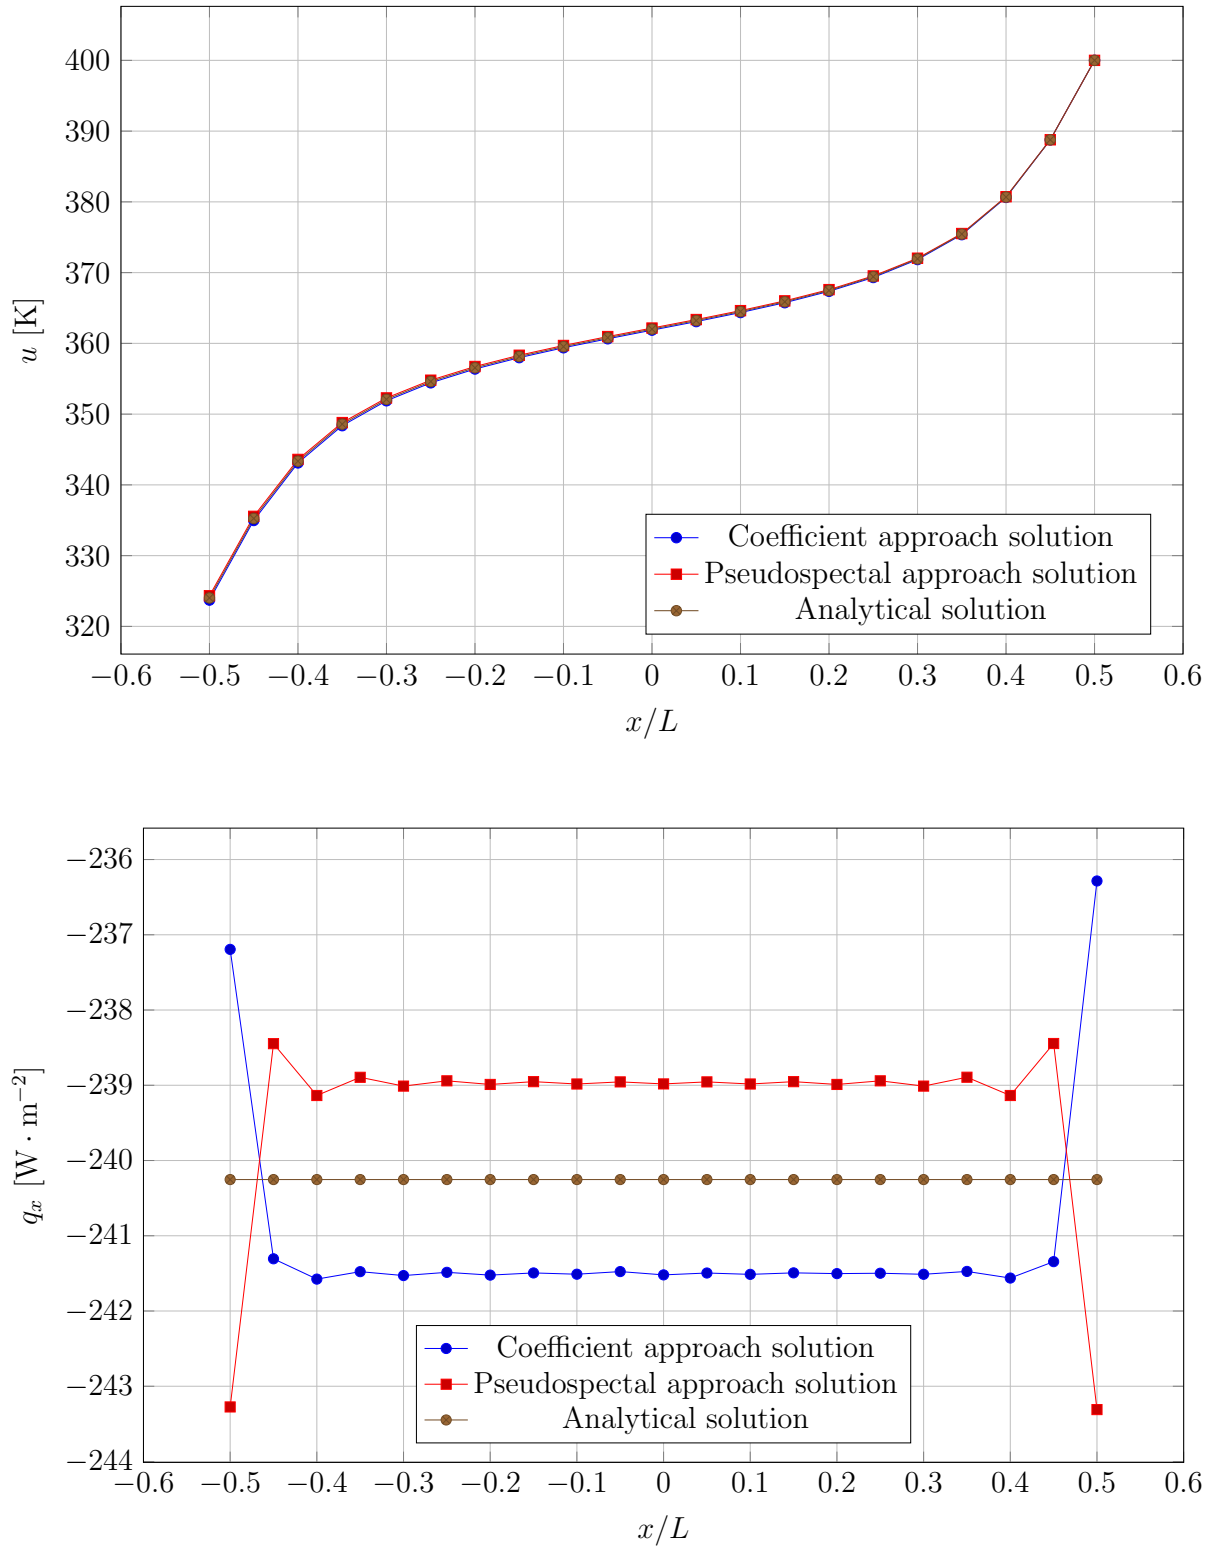 400
390
380
370
360
350
340
330
320
u [K]
Coefficient approach solution
Pseudospectal approach solution
Analytical solution
−0.6 −0.5 −0.4 −0.3 −0.2 −0.1 0 0.1 0.2 0.3 0.4 0.5 0.6
x/L
−236
−237
−238
−239
−240
−241
−242
−243
−244
q_x [W · m⁻²]
Coefficient approach solution
Pseudospectal approach solution
Analytical solution
−0.6 −0.5 −0.4 −0.3 −0.2 −0.1 0 0.1 0.2 0.3 0.4 0.5 0.6
x/L